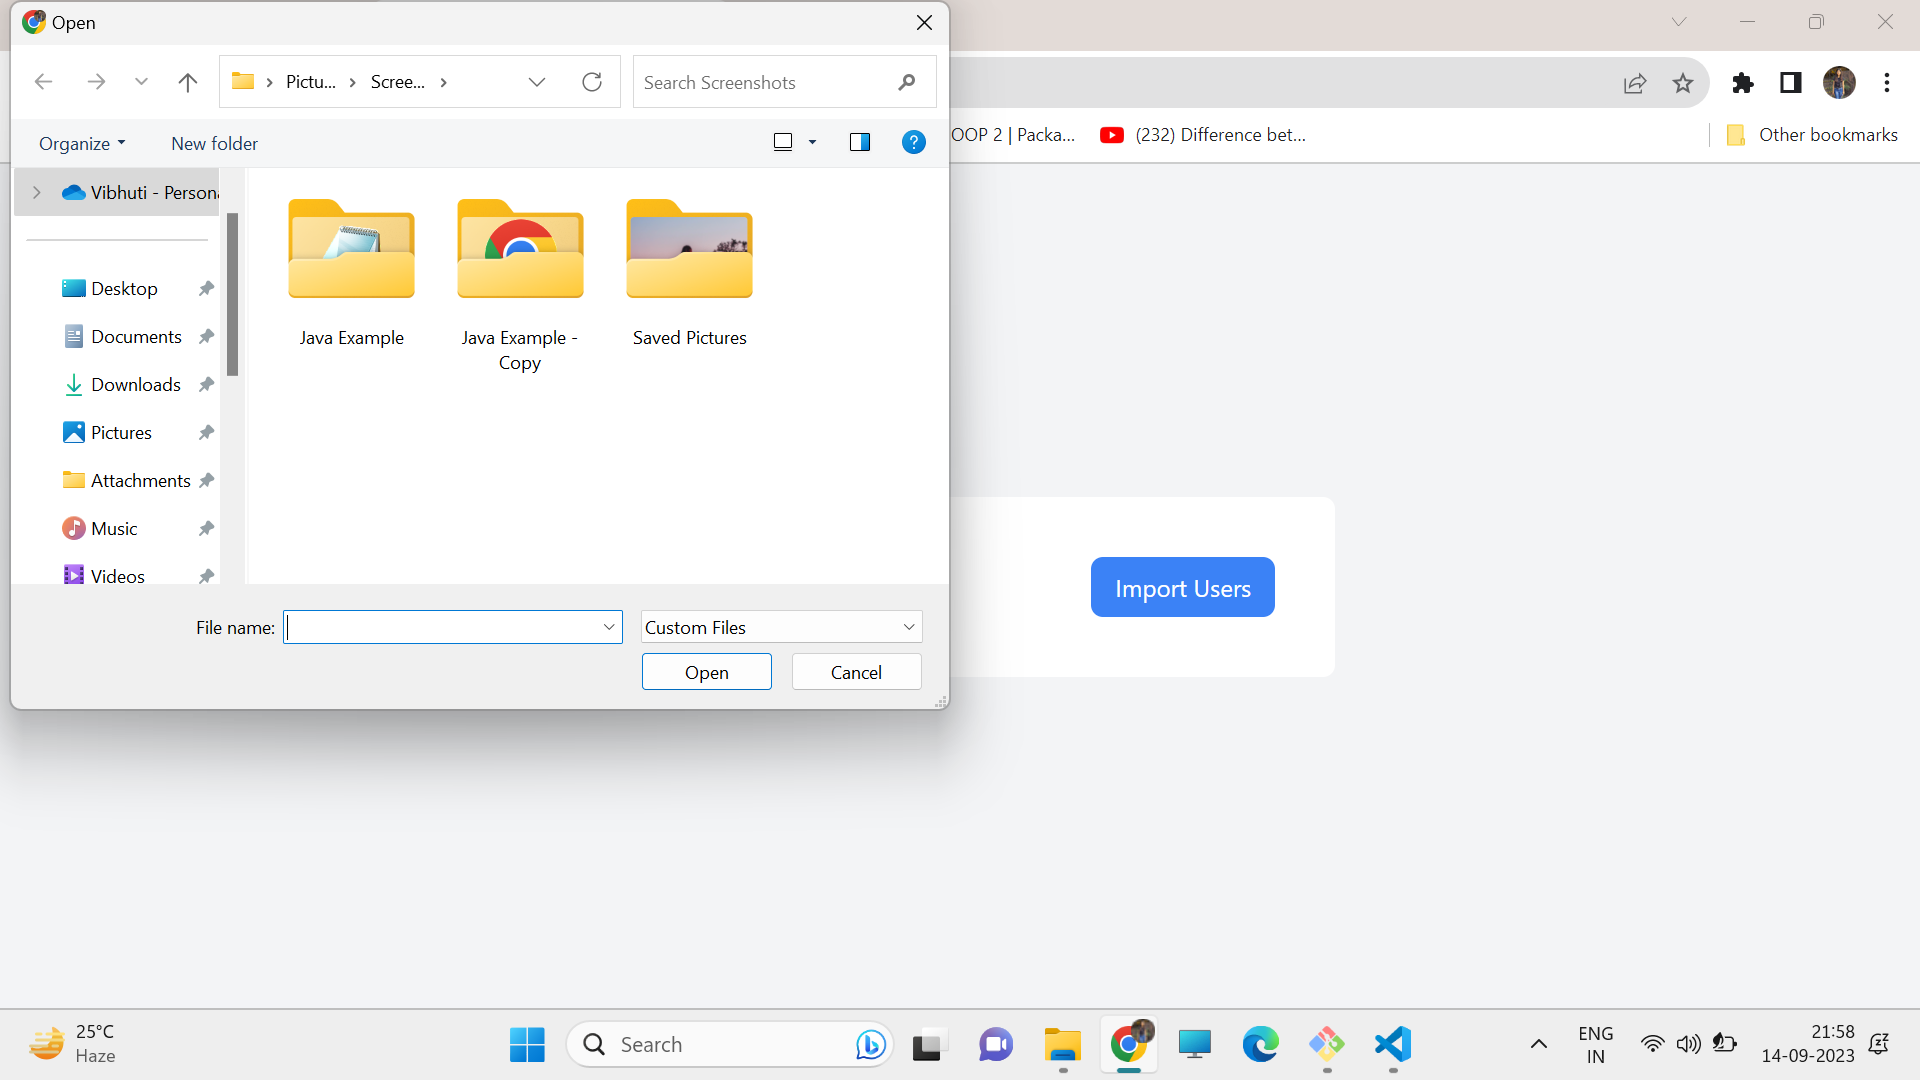 Open
Pictu...
Scree...
Search Screenshots
OOP 2 | Packa...
(232) Difference bet...
Other bookmarks
Organize
New folder
Vibhuti - Persona
Desktop
Documents
Downloads
Pictures
Attachments
Music
Videos
Java Example
Java Example -
Copy
Saved Pictures
Import Users
File name:
Custom Files
Open
Cancel
25°C
Haze
Search
ENG
IN
21:58
14-09-2023